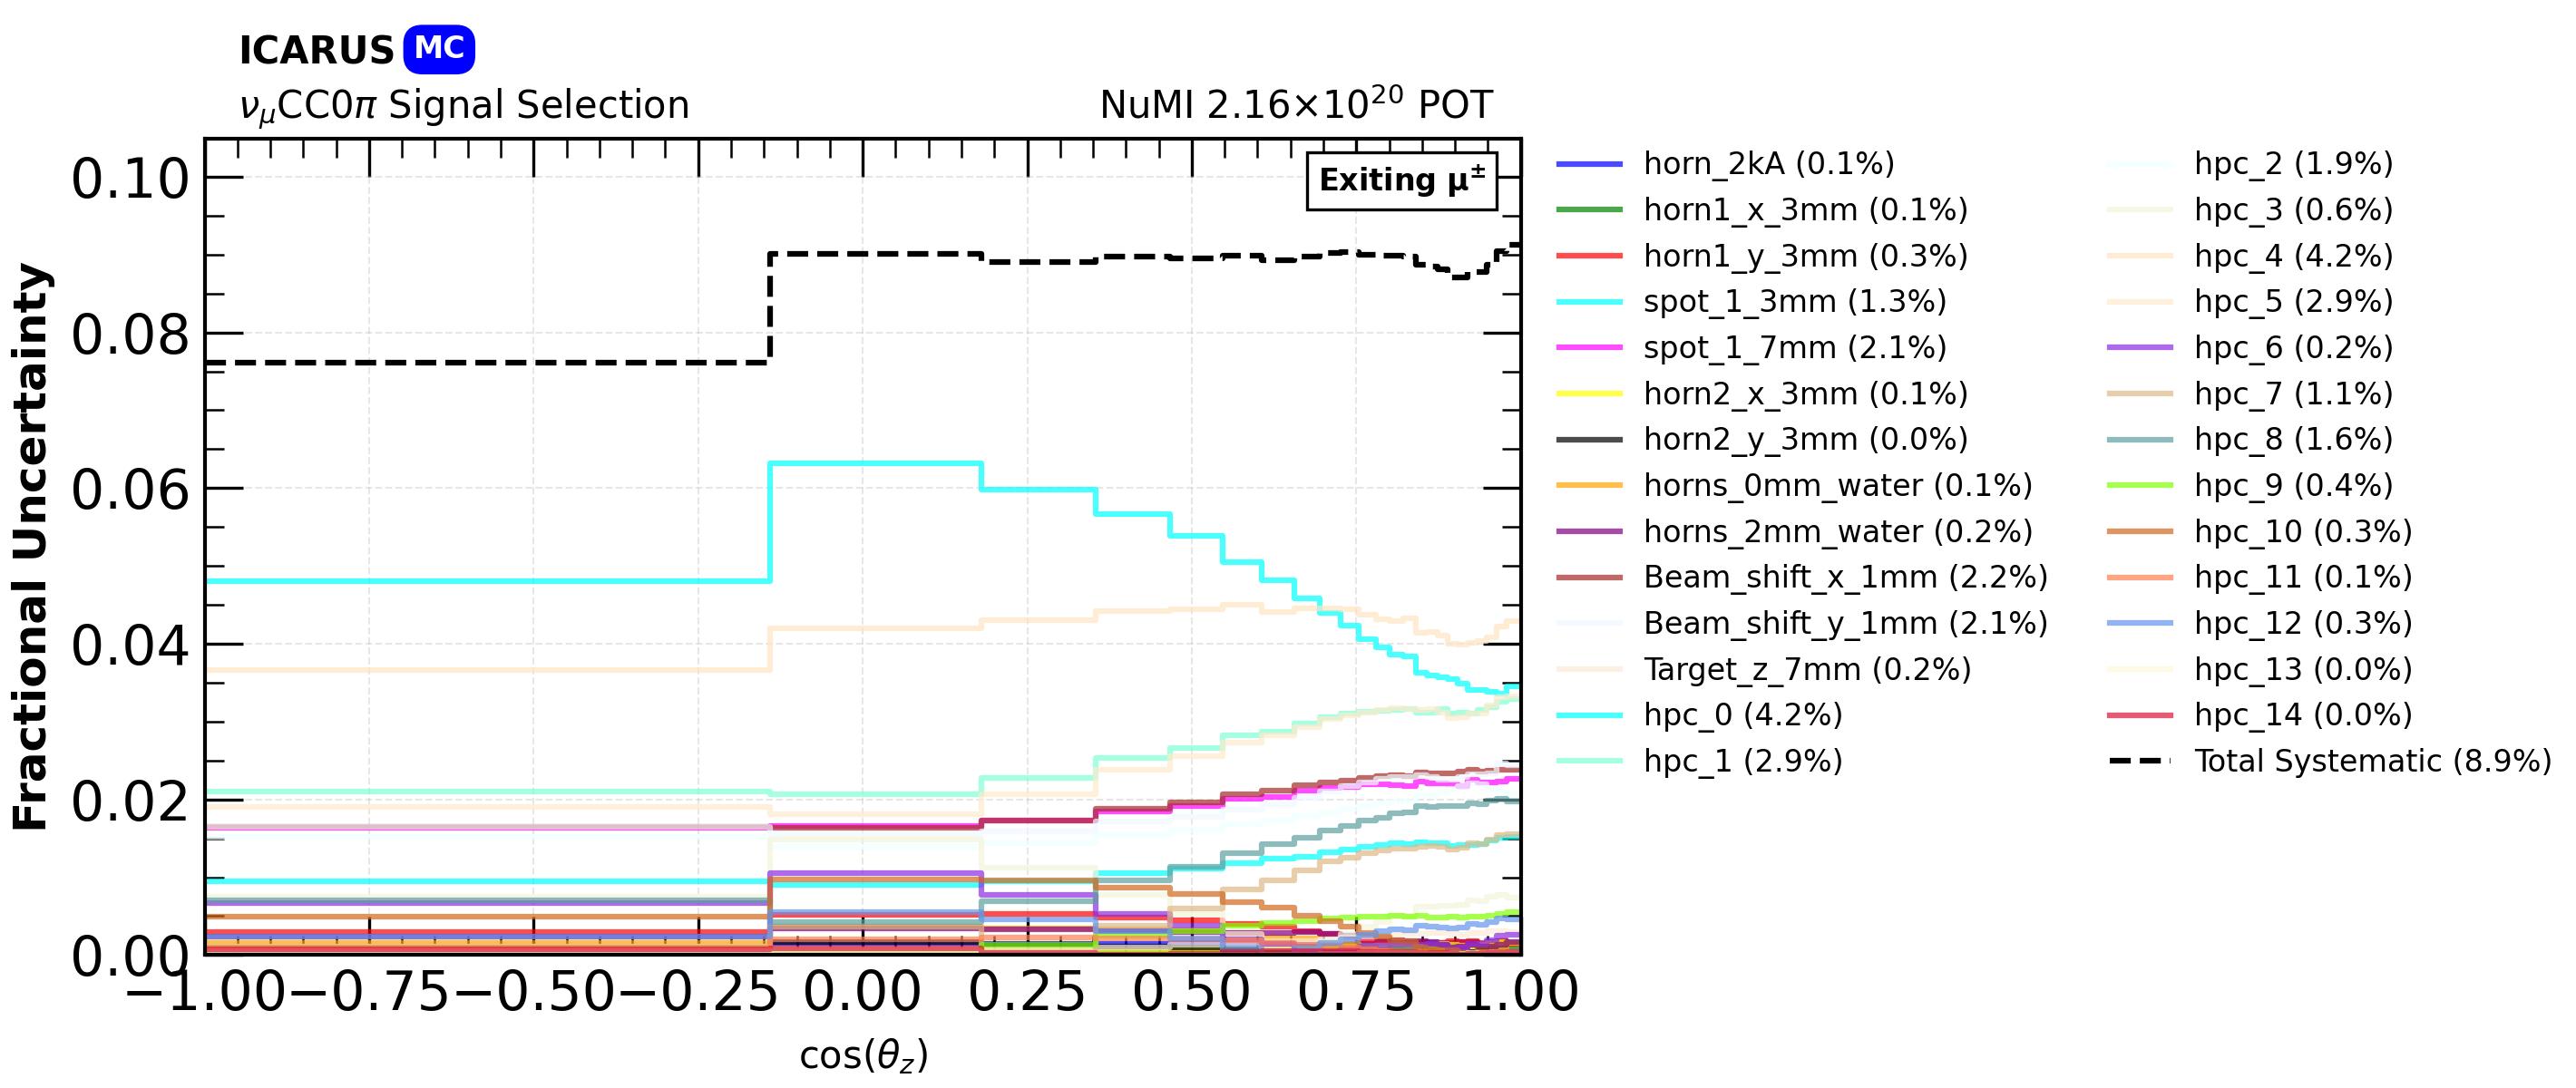 ICARUS MC
νμCC0π Signal Selection
NuMI 2.16×10²⁰ POT
Exiting μ±
Fractional Uncertainty
0.10
0.08
0.06
0.04
0.02
0.00
−1.00 −0.75 −0.50 −0.25 0.00 0.25 0.50 0.75 1.00
cos(θz)
horn_2kA (0.1%)
horn1_x_3mm (0.1%)
horn1_y_3mm (0.3%)
spot_1_3mm (1.3%)
spot_1_7mm (2.1%)
horn2_x_3mm (0.1%)
horn2_y_3mm (0.0%)
horns_0mm_water (0.1%)
horns_2mm_water (0.2%)
Beam_shift_x_1mm (2.2%)
Beam_shift_y_1mm (2.1%)
Target_z_7mm (0.2%)
hpc_0 (4.2%)
hpc_1 (2.9%)
hpc_2 (1.9%)
hpc_3 (0.6%)
hpc_4 (4.2%)
hpc_5 (2.9%)
hpc_6 (0.2%)
hpc_7 (1.1%)
hpc_8 (1.6%)
hpc_9 (0.4%)
hpc_10 (0.3%)
hpc_11 (0.1%)
hpc_12 (0.3%)
hpc_13 (0.0%)
hpc_14 (0.0%)
Total Systematic (8.9%)